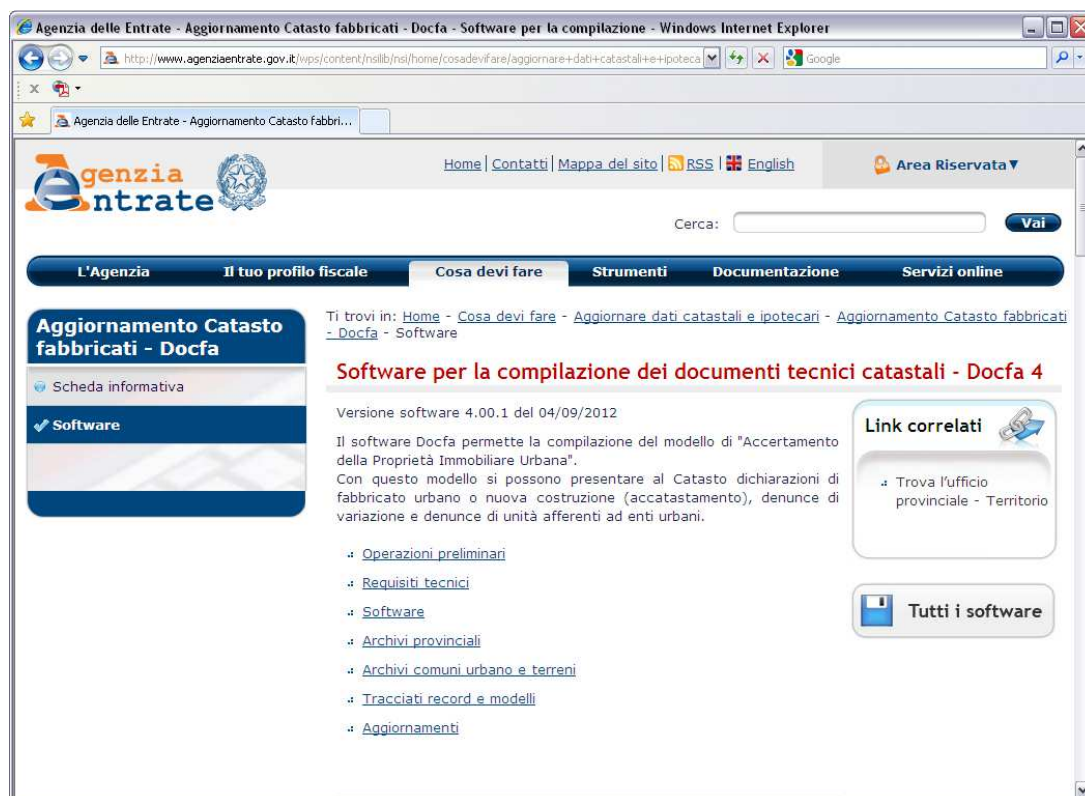 Agenzia delle Entrate - Aggiornamento Catasto fabbricati - Docfa - Software per la compilazione - Windows Internet Explorer
http://www.agenziaentrate.gov.it/wps/content/nsilib/nsi/home/cosadevifare/aggiornare+dati+catastali+e+ipoteca
Google
x
Agenzia delle Entrate - Aggiornamento Catasto fabbri...
Agenzia
Entrate
Home | Contatti | Mappa del sito | RSS | English
Area Riservata▼
Cerca:
Vai
L'Agenzia Il tuo profilo fiscale Cosa devi fare Strumenti Documentazione Servizi online
Aggiornamento Catasto
fabbricati - Docfa
Scheda informativa
Software
Ti trovi in: Home - Cosa devi fare - Aggiornare dati catastali e ipotecari - Aggiornamento Catasto fabbricati
- Docfa - Software
Software per la compilazione dei documenti tecnici catastali - Docfa 4
Versione software 4.00.1 del 04/09/2012
Il software Docfa permette la compilazione del modello di "Accertamento
della Proprietà Immobiliare Urbana".
Con questo modello si possono presentare al Catasto dichiarazioni di
fabbricato urbano o nuova costruzione (accatastamento), denunce di
variazione e denunce di unità afferenti ad enti urbani.
Operazioni preliminari
Requisiti tecnici
Software
Archivi provinciali
Archivi comuni urbano e terreni
Tracciati record e modelli
Aggiornamenti
Link correlati
Trova l'ufficio
provinciale - Territorio
Tutti i software